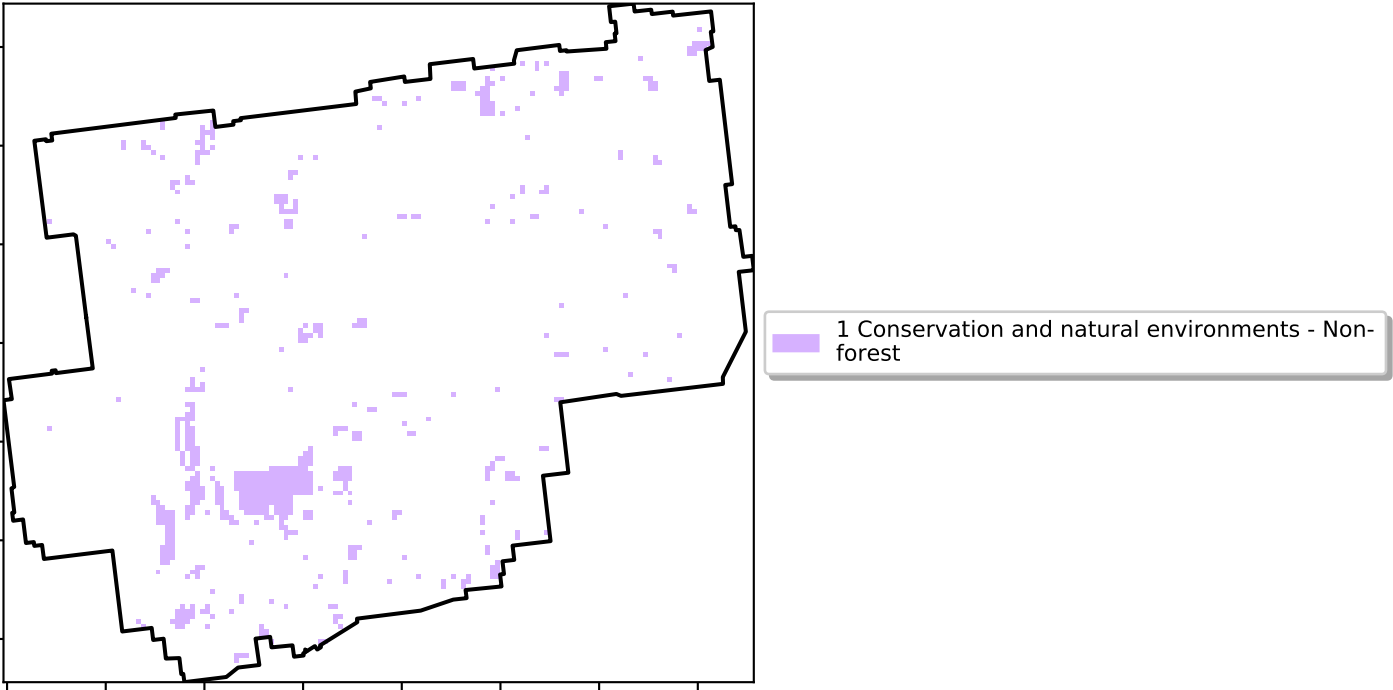 1 Conservation and natural environments - Non-
forest